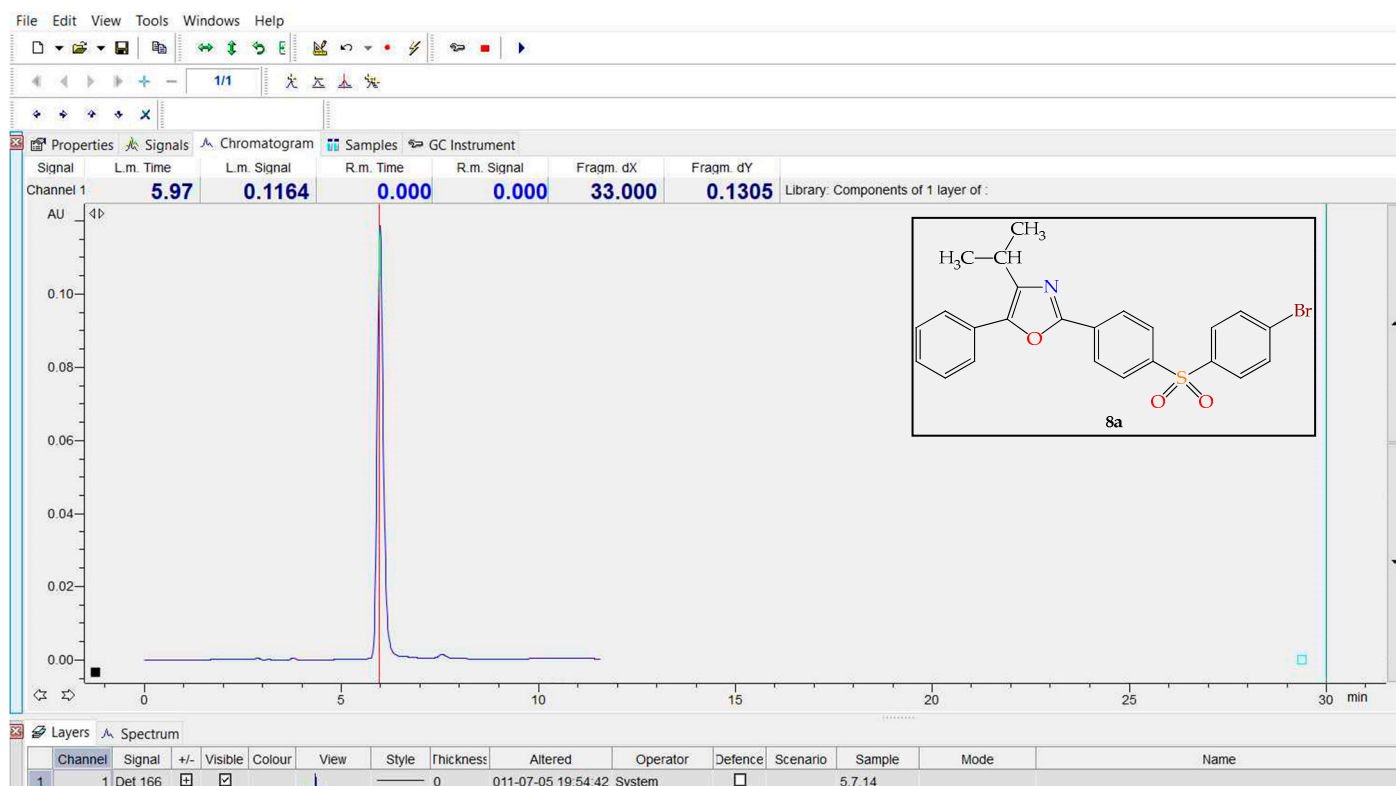 File Edit View Tools Windows Help
1/1
Properties Signals Chromatogram Samples GC Instrument
Signal L.m. Time L.m. Signal R.m. Time R.m. Signal Fragm. dX Fragm. dY
Channel 1 5.97 0.1164 0.000 0.000 33.000 0.1305 Library: Components of 1 layer of :
AU
CH3
H3C CH
N
O
Br
S
O O
8a
0.10
0.08
0.06
0.04
0.02
0.00
0 5 10 15 20 25 30 min
Layers Spectrum
Channel Signal +/- Visible Colour View Style Thickness Altered Operator Defence Scenario Sample Mode Name
1 1 Det 166 0 011-07-05 19:54:42 System 5.7.14